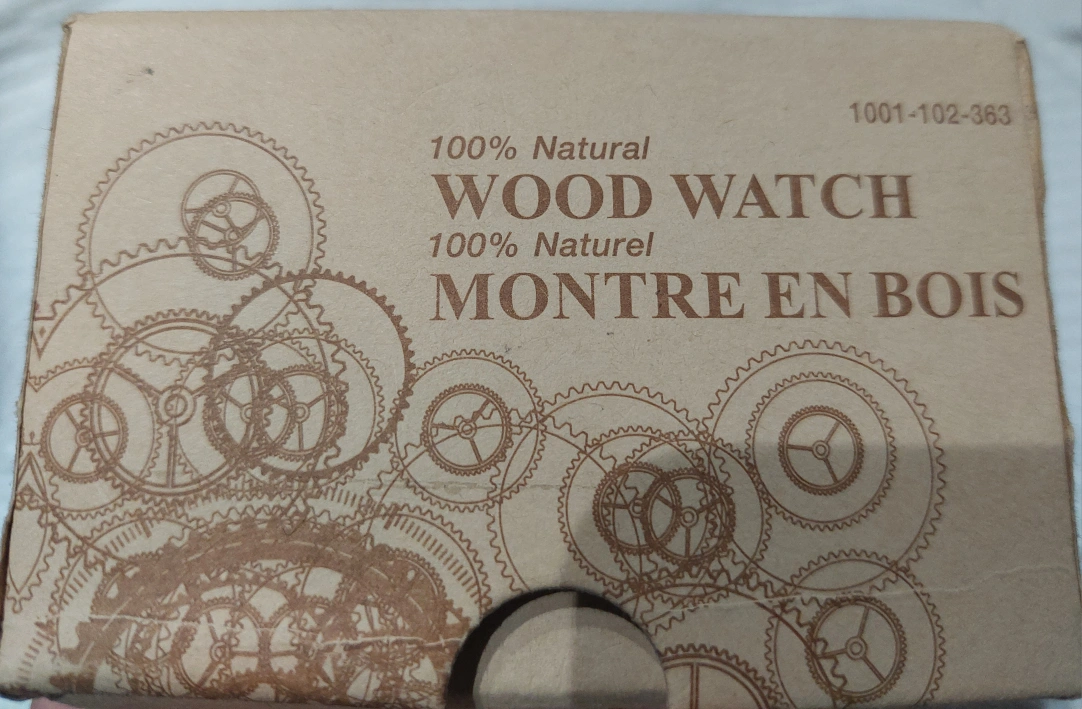 1001-102-363
100% Natural
WOOD WATCH
100% Naturel
MONTRE EN BOIS